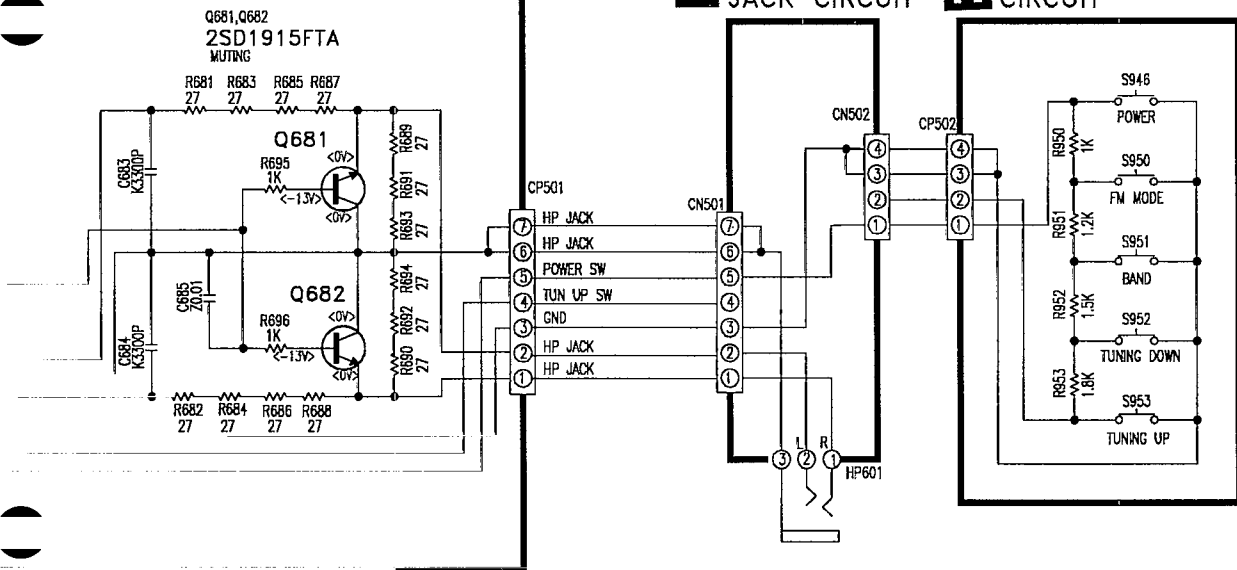 JACK CIRCUIT
CIRCUIT
Q681,Q682
2SD1915FTA
MUTING
R681 R683 R685 R687
27 27 27 27
Q681
<0V>
R695
1K
<-13V>
<0V>
C683
K3300P
R689
27
R691
27
R693
27
R694
27
R692
27
R690
27
C685
Z0.01
Q682
<0V>
R696
1K
<-13V>
<0V>
C684
K3300P
R682 R684 R686 R688
27 27 27 27
CP501
7 HP JACK
6 HP JACK
5 POWER SW
4 TUN UP SW
3 GND
2 HP JACK
1 HP JACK
CN501
7
6
5
4
3
2
1
CN502
4
3
2
1
L R
3 2 1
HP601
CP502
4
3
2
1
R950
1K
R951
1.2K
R952
1.5K
R953
1.8K
S946
POWER
S950
FM MODE
S951
BAND
S952
TUNING DOWN
S953
TUNING UP